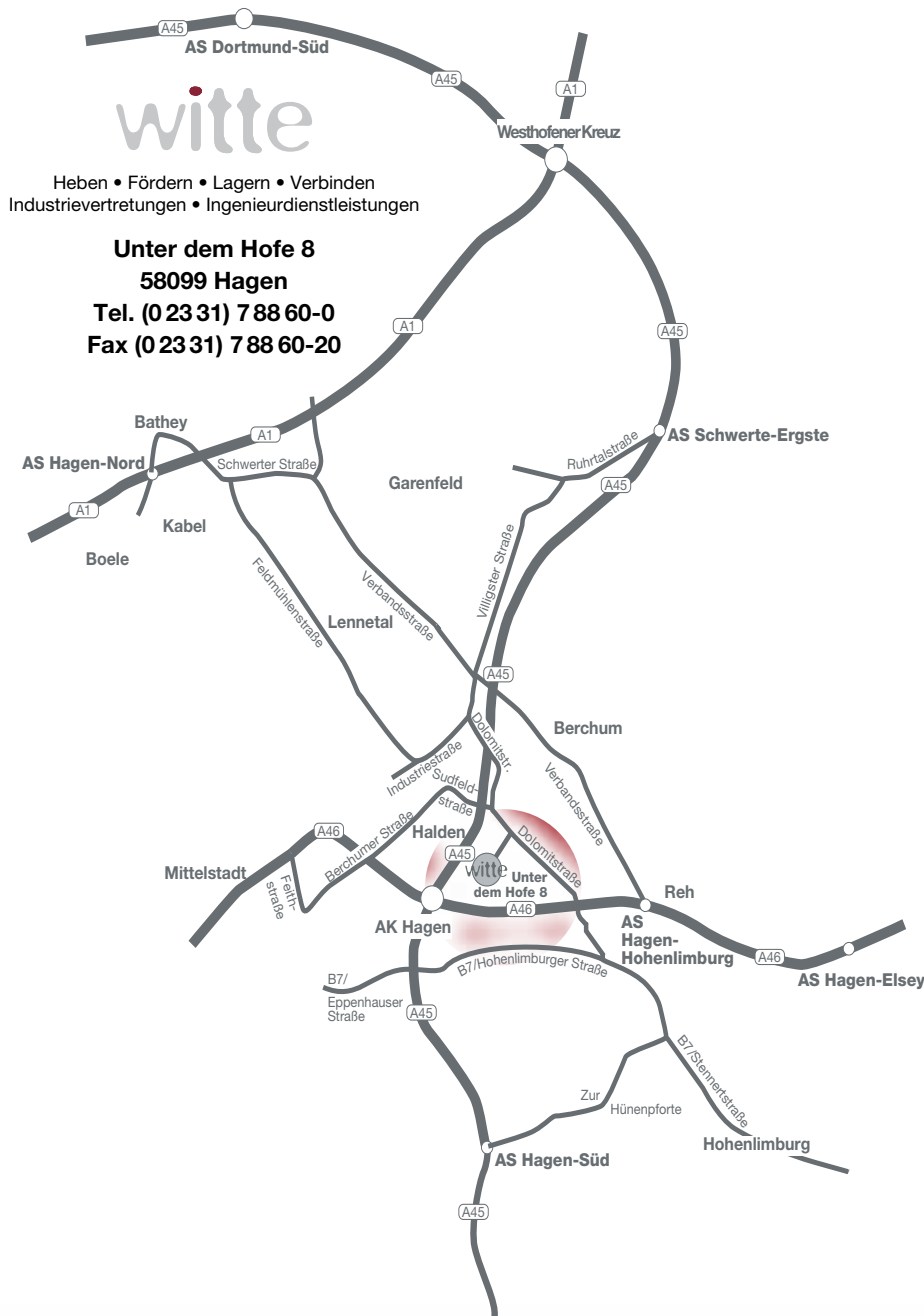 A45
AS Dortmund-Süd
A45
A1
Westhofener Kreuz
witte
Heben • Fördern • Lagern • Verbinden
Industrievertretungen • Ingenieurdienstleistungen
Unter dem Hofe 8
58099 Hagen
Tel. (0 23 31) 7 88 60-0
Fax (0 23 31) 7 88 60-20
A1
A45
Bathey
A1
AS Schwerte-Ergste
AS Hagen-Nord
Schwerter Straße
Ruhrtalstraße
Garenfeld
A45
A1
Kabel
Boele
Villigster Straße
Feldmühlenstraße
Verbandsstraße
Lennetal
A45
Berchum
Dolomitstr.
Industriestraße
Verbandsstraße
Sudfeld-
straße
A46
Berchumer Straße
Halden
Dolomitstraße
A45
Mittelstadt
Feith-
straße
witte
Unter
dem Hofe 8
Reh
A46
AK Hagen
AS
Hagen-
Hohenlimburg
A46
AS Hagen-Elsey
B7/Hohenlimburger Straße
B7/
Eppenhauser
Straße
A45
B7/Stennertstraße
Zur
Hünenpforte
Hohenlimburg
AS Hagen-Süd
A45